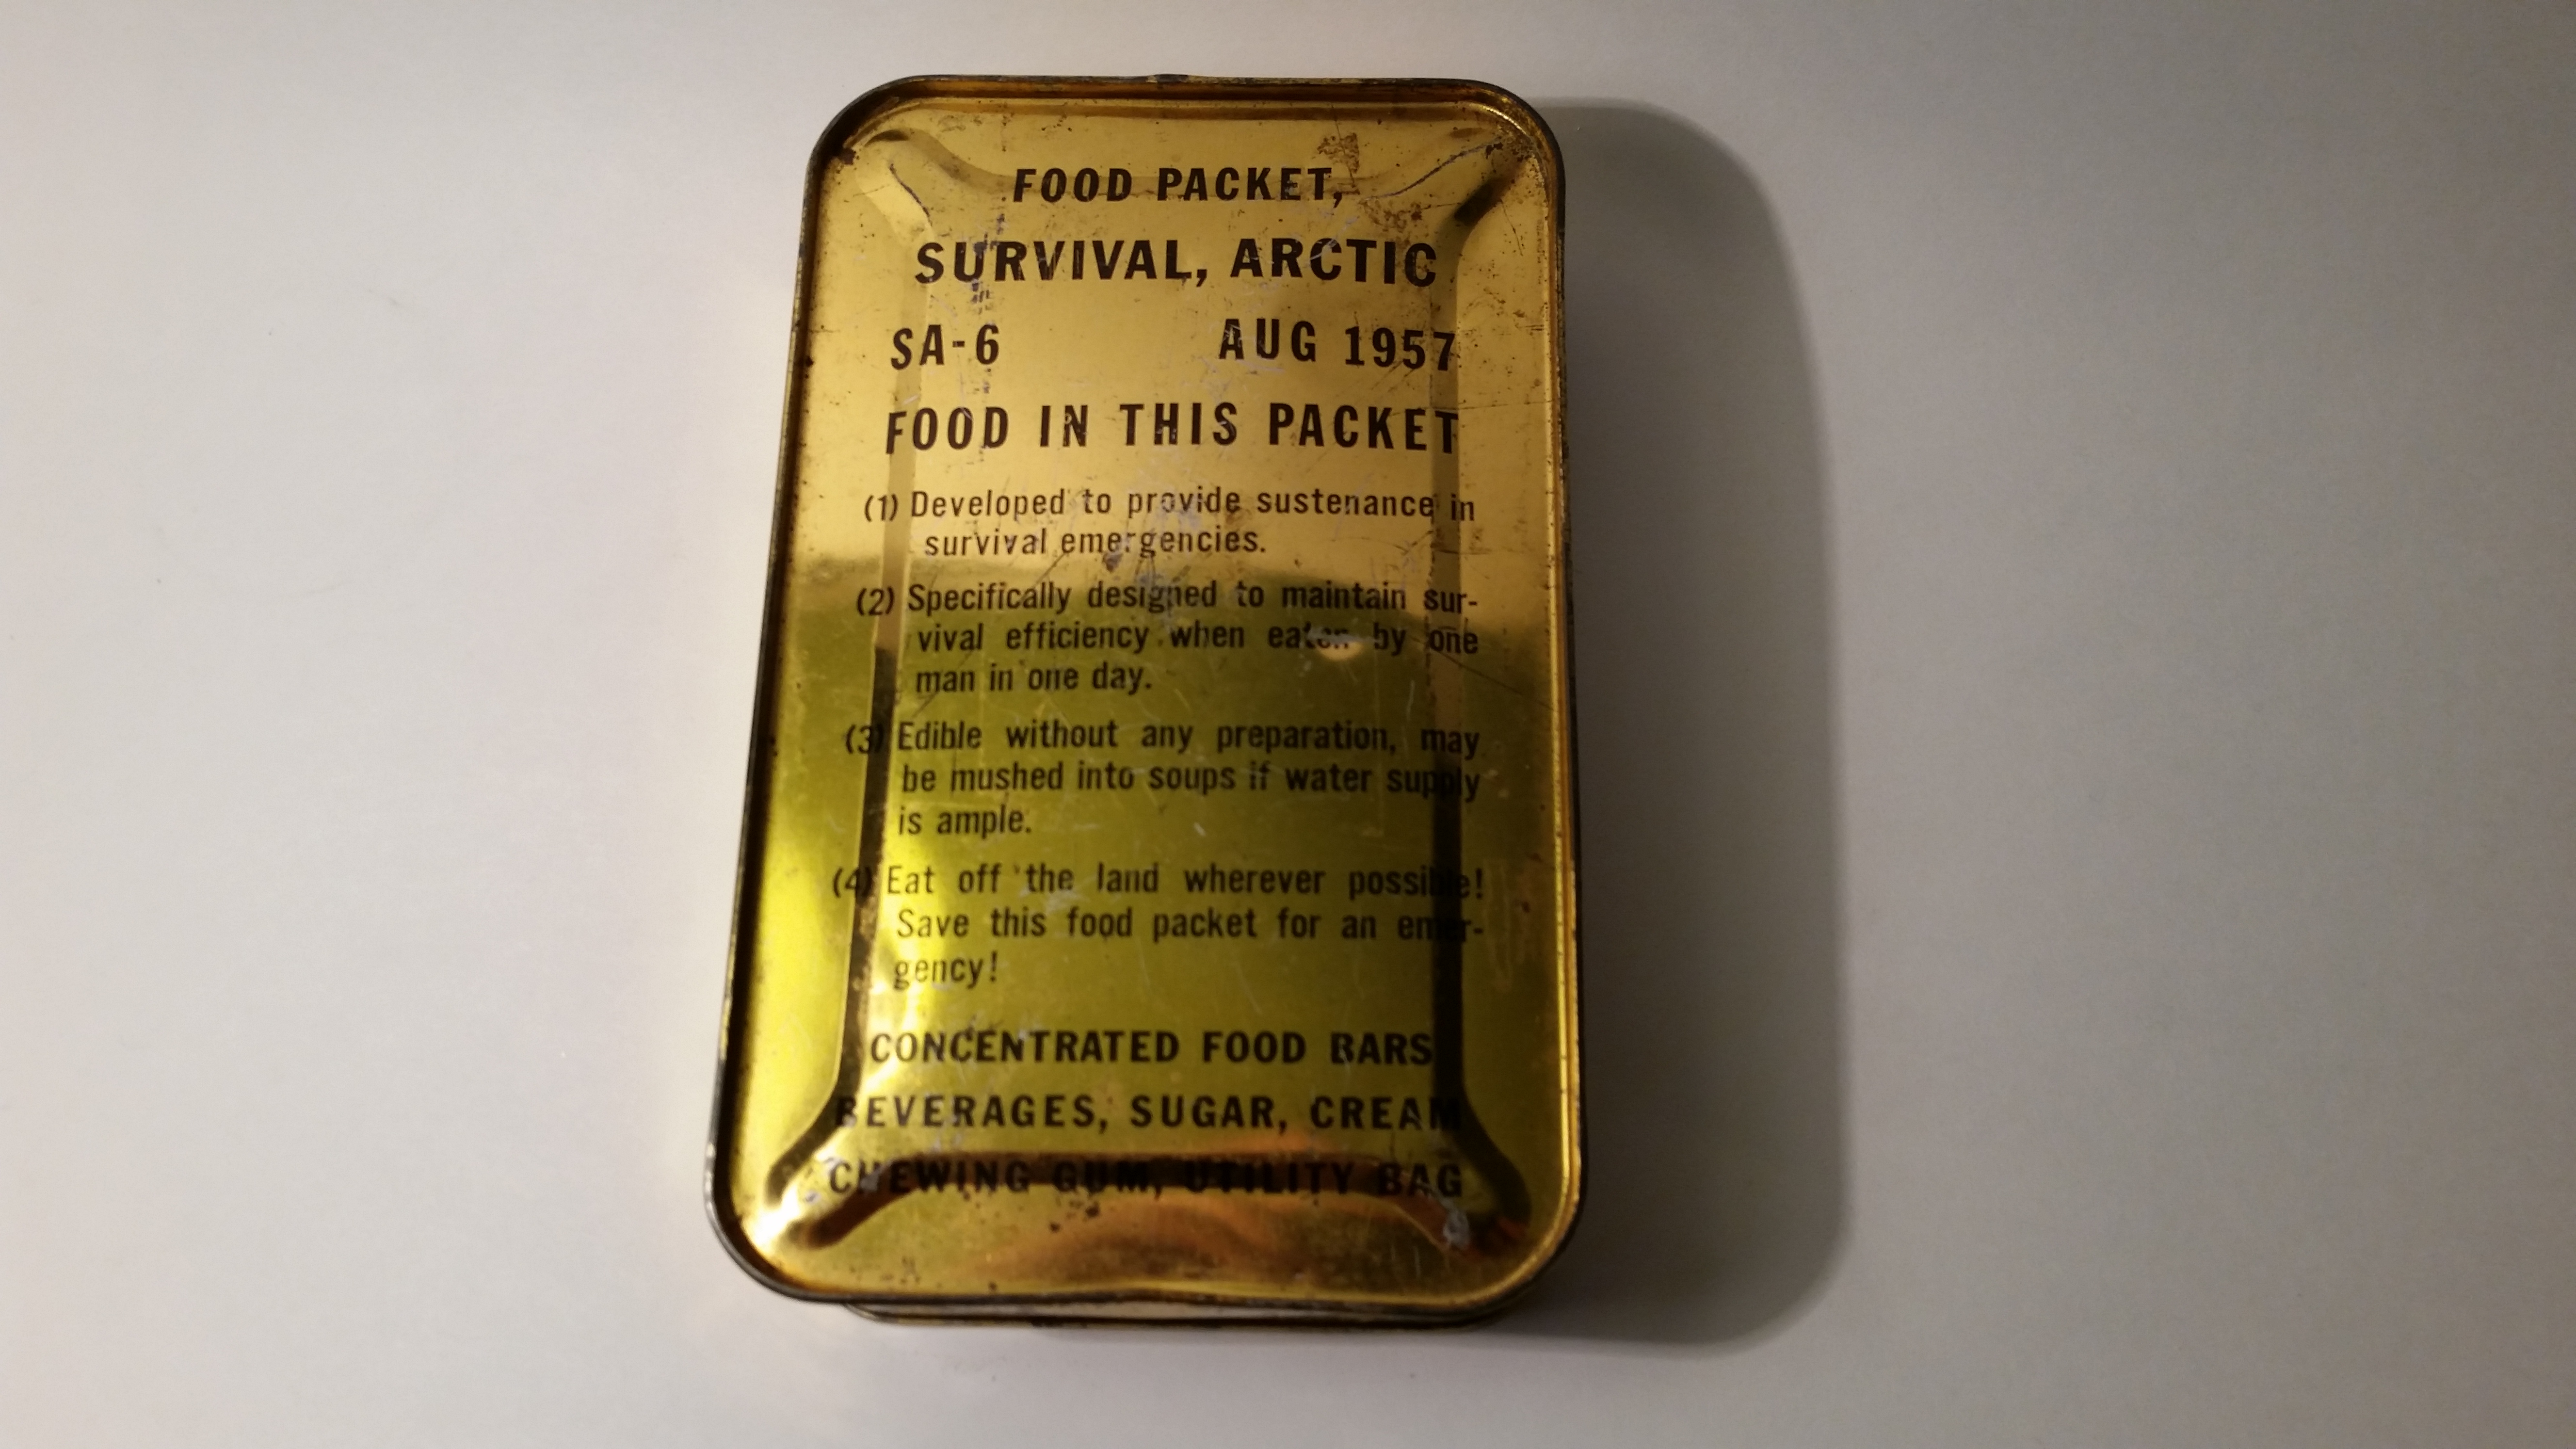 FOOD PACKET,
SURVIVAL, ARCTIC
SA-6 AUG 1957
FOOD IN THIS PACKET
(1) Developed to provide sustenance in
survival emergencies.
(2) Specifically designed to maintain sur-
vival efficiency when eaten by one
man in one day.
(3) Edible without any preparation, may
be mushed into soups if water supply
is ample.
(4) Eat off the land wherever possible!
Save this food packet for an emer-
gency!
CONCENTRATED FOOD BARS
BEVERAGES, SUGAR, CREAM
CHEWING GUM, UTILITY BAG